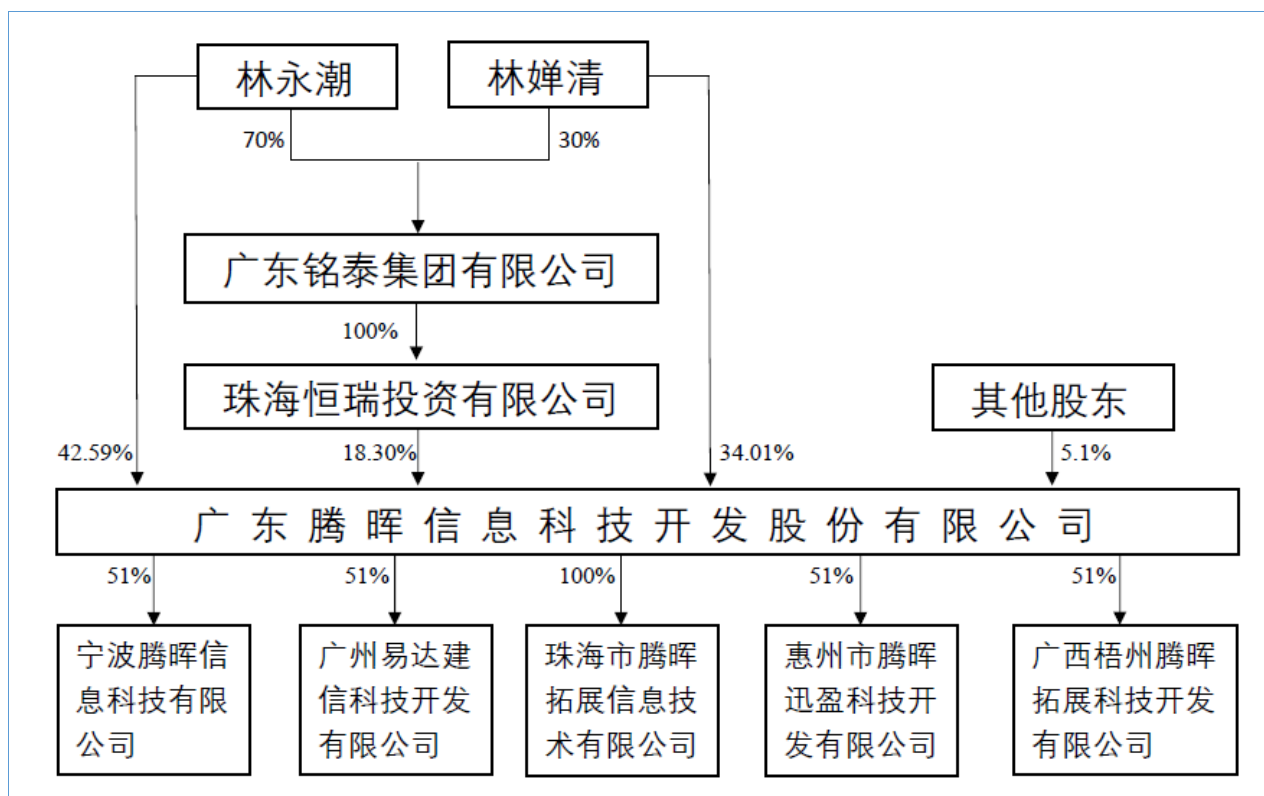 林永潮
林婵清
70%
30%
广东铭泰集团有限公司
100%
珠海恒瑞投资有限公司
其他股东
42.59%
18.30%
34.01%
5.1%
广东腾晖信息科技开发股份有限公司
51%
51%
100%
51%
51%
宁波腾晖信
息科技有限
公司
广州易达建
信科技开发
有限公司
珠海市腾晖
拓展信息技
术有限公司
惠州市腾晖
迅盈科技开
发有限公司
广西梧州腾晖
拓展科技开发
有限公司